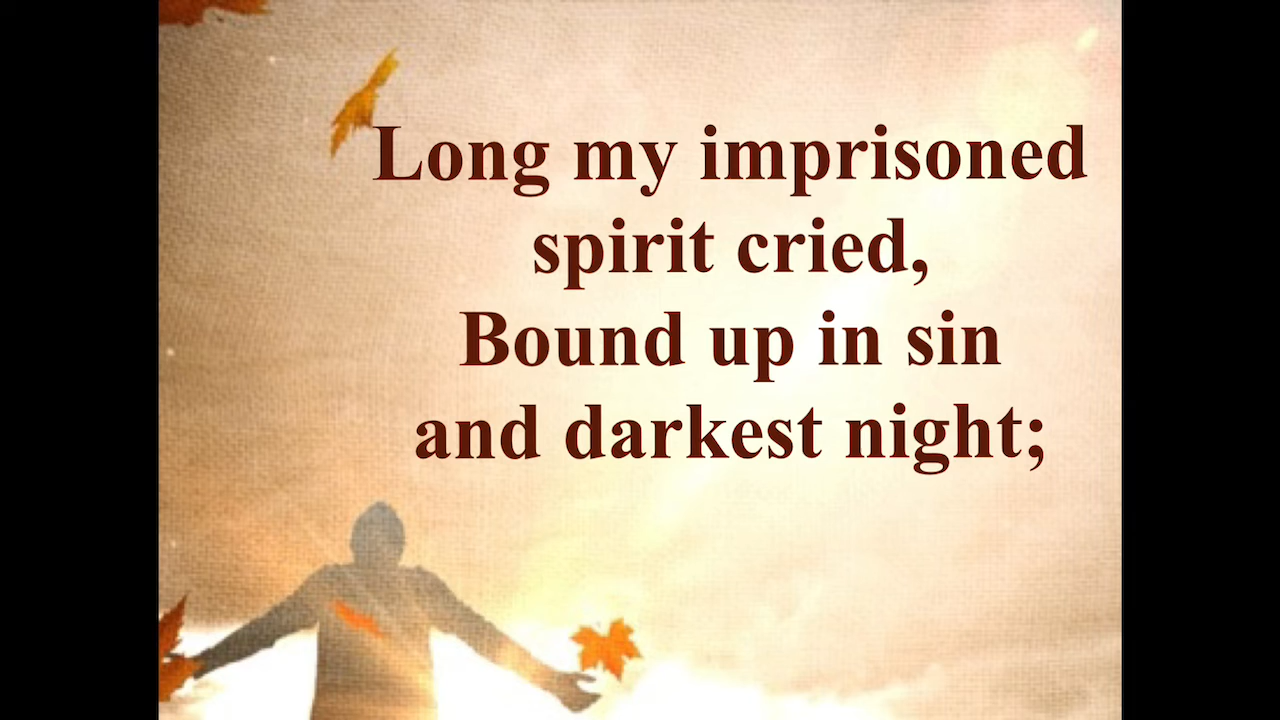 Long my imprisoned
spirit cried,
Bound up in sin
and darkest night;